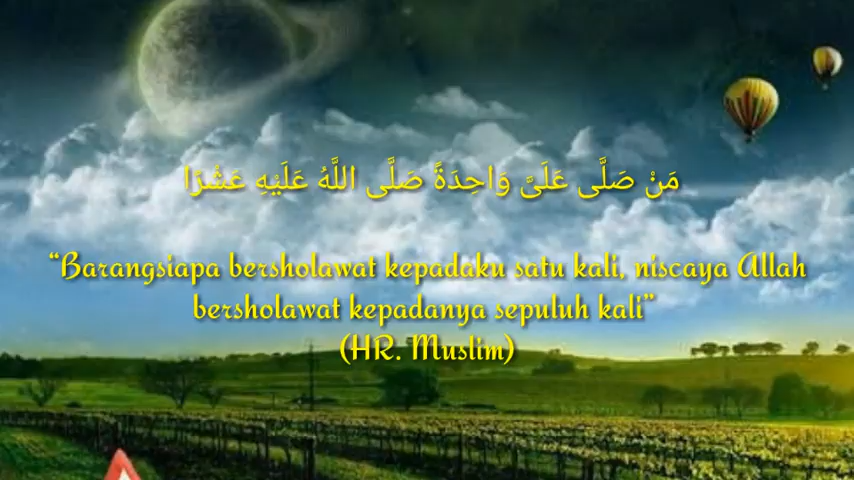 مَنْ صَلَّى عَلَىَّ وَاحِدَةً صَلَّى اللَّهُ عَلَيْهِ عَشْرًا
“Barangsiapa bersholawat kepadaku satu kali, niscaya Allah
bersholawat kepadanya sepuluh kali”
(HR. Muslim)